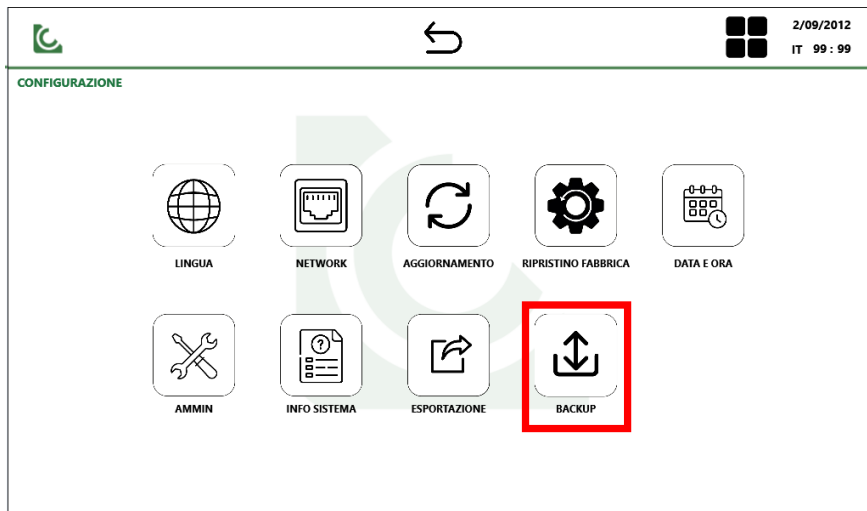 2/09/2012
IT 99 : 99
CONFIGURAZIONE
LINGUA
NETWORK
AGGIORNAMENTO
RIPRISTINO FABBRICA
DATA E ORA
AMMIN
INFO SISTEMA
ESPORTAZIONE
BACKUP